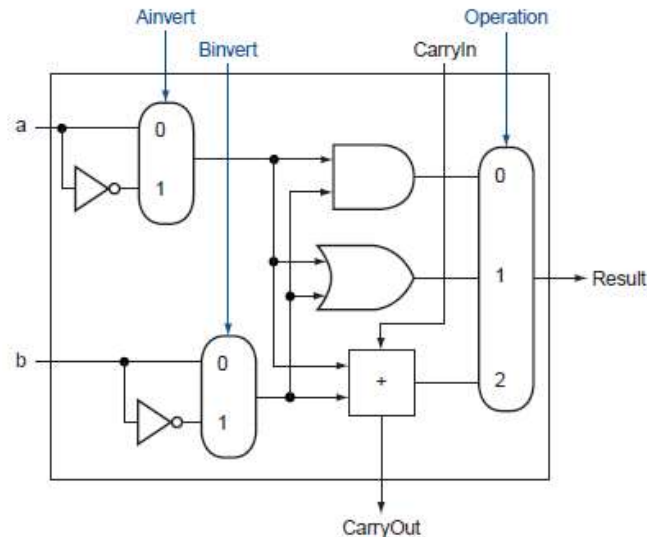 Ainvert
Operation
Binvert
CarryIn
a
0
1
0
1
Result
b
0
1
2
+
CarryOut